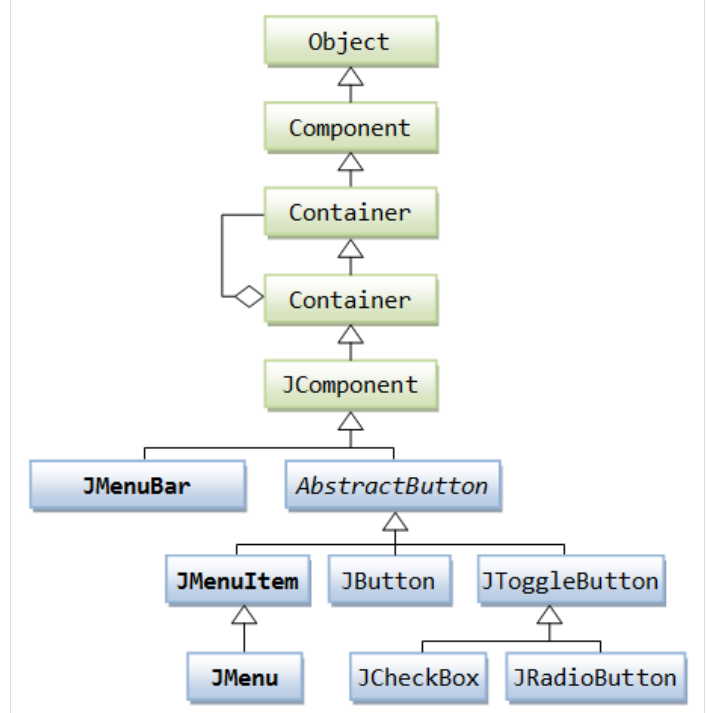 Object
Component
Container
Container
JComponent
JMenuBar
AbstractButton
JMenuItem
JButton
JToggleButton
JMenu
JCheckBox
JRadioButton